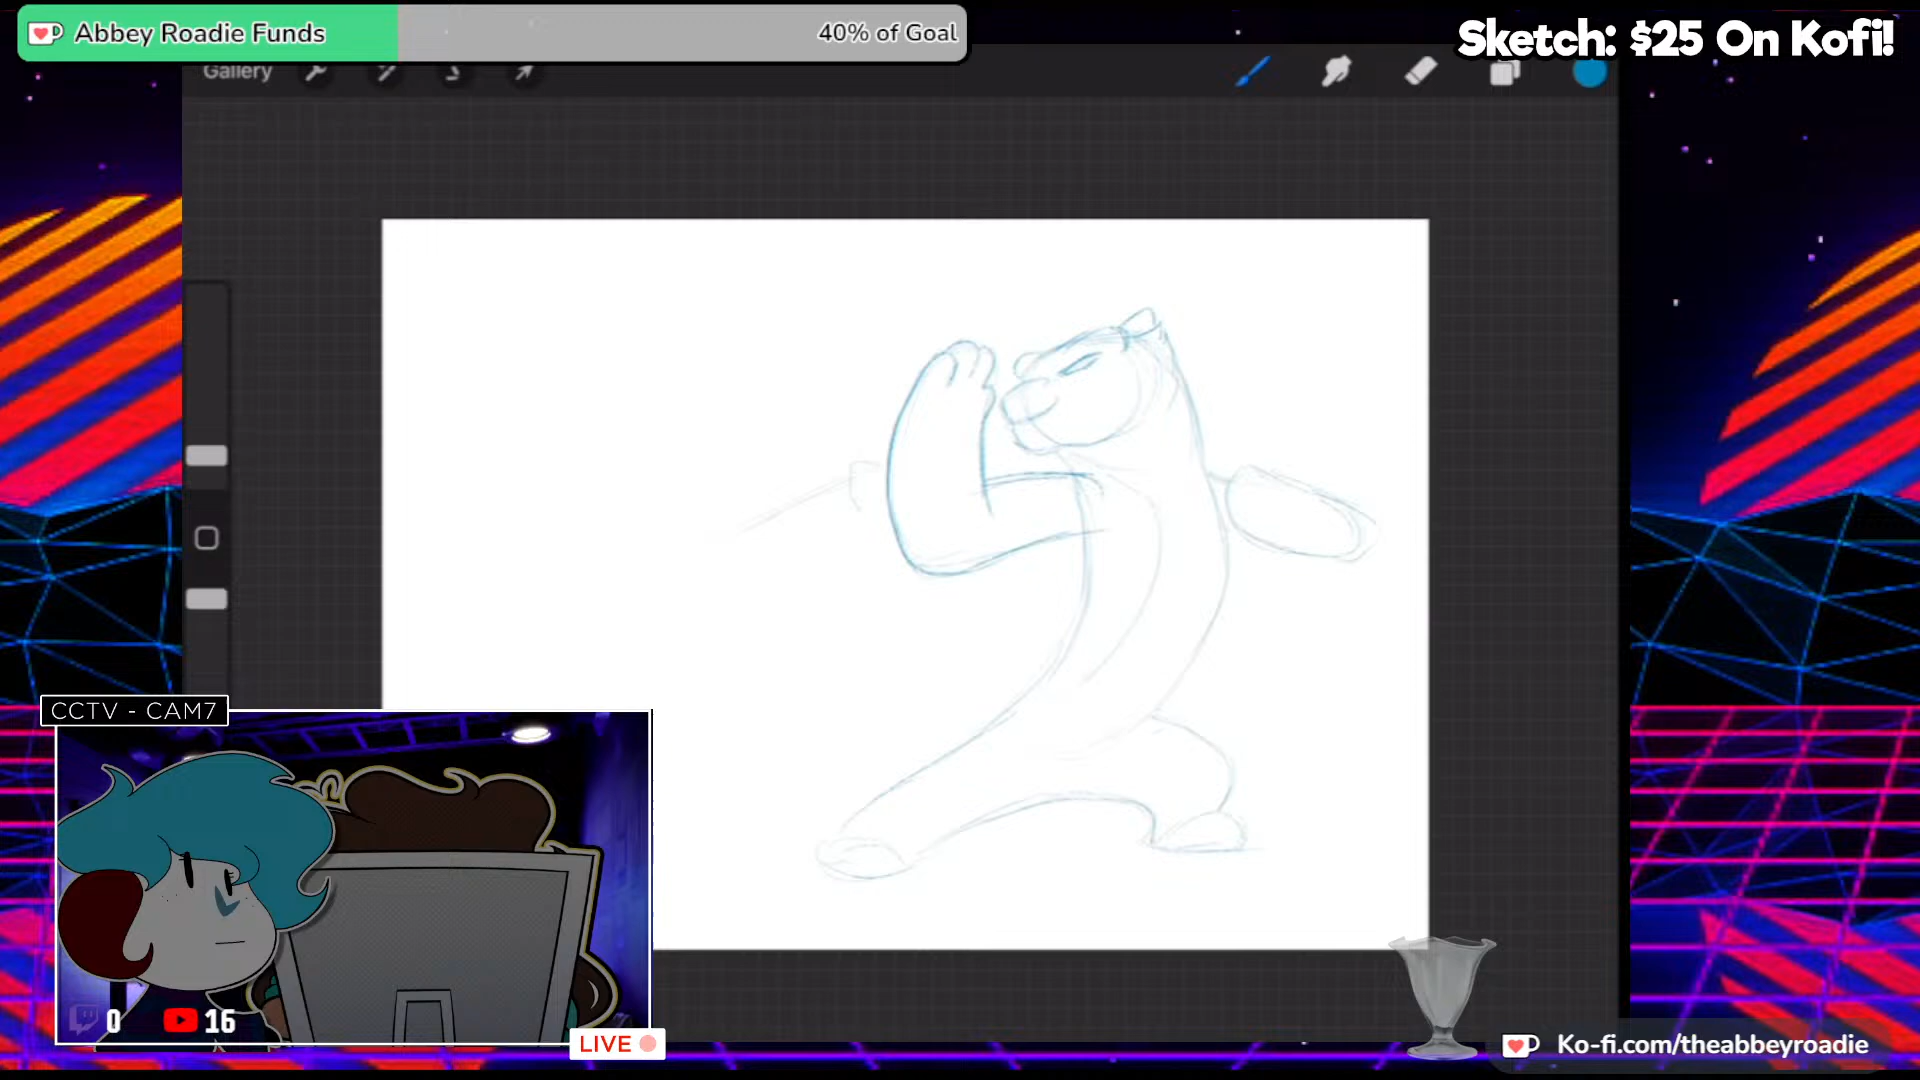 Abbey Roadie Funds
40% of Goal
Sketch: $25 On Kofi!
Gallery
CCTV - CAM7
0
16
LIVE
Ko-fi.com/theabbeyroadie